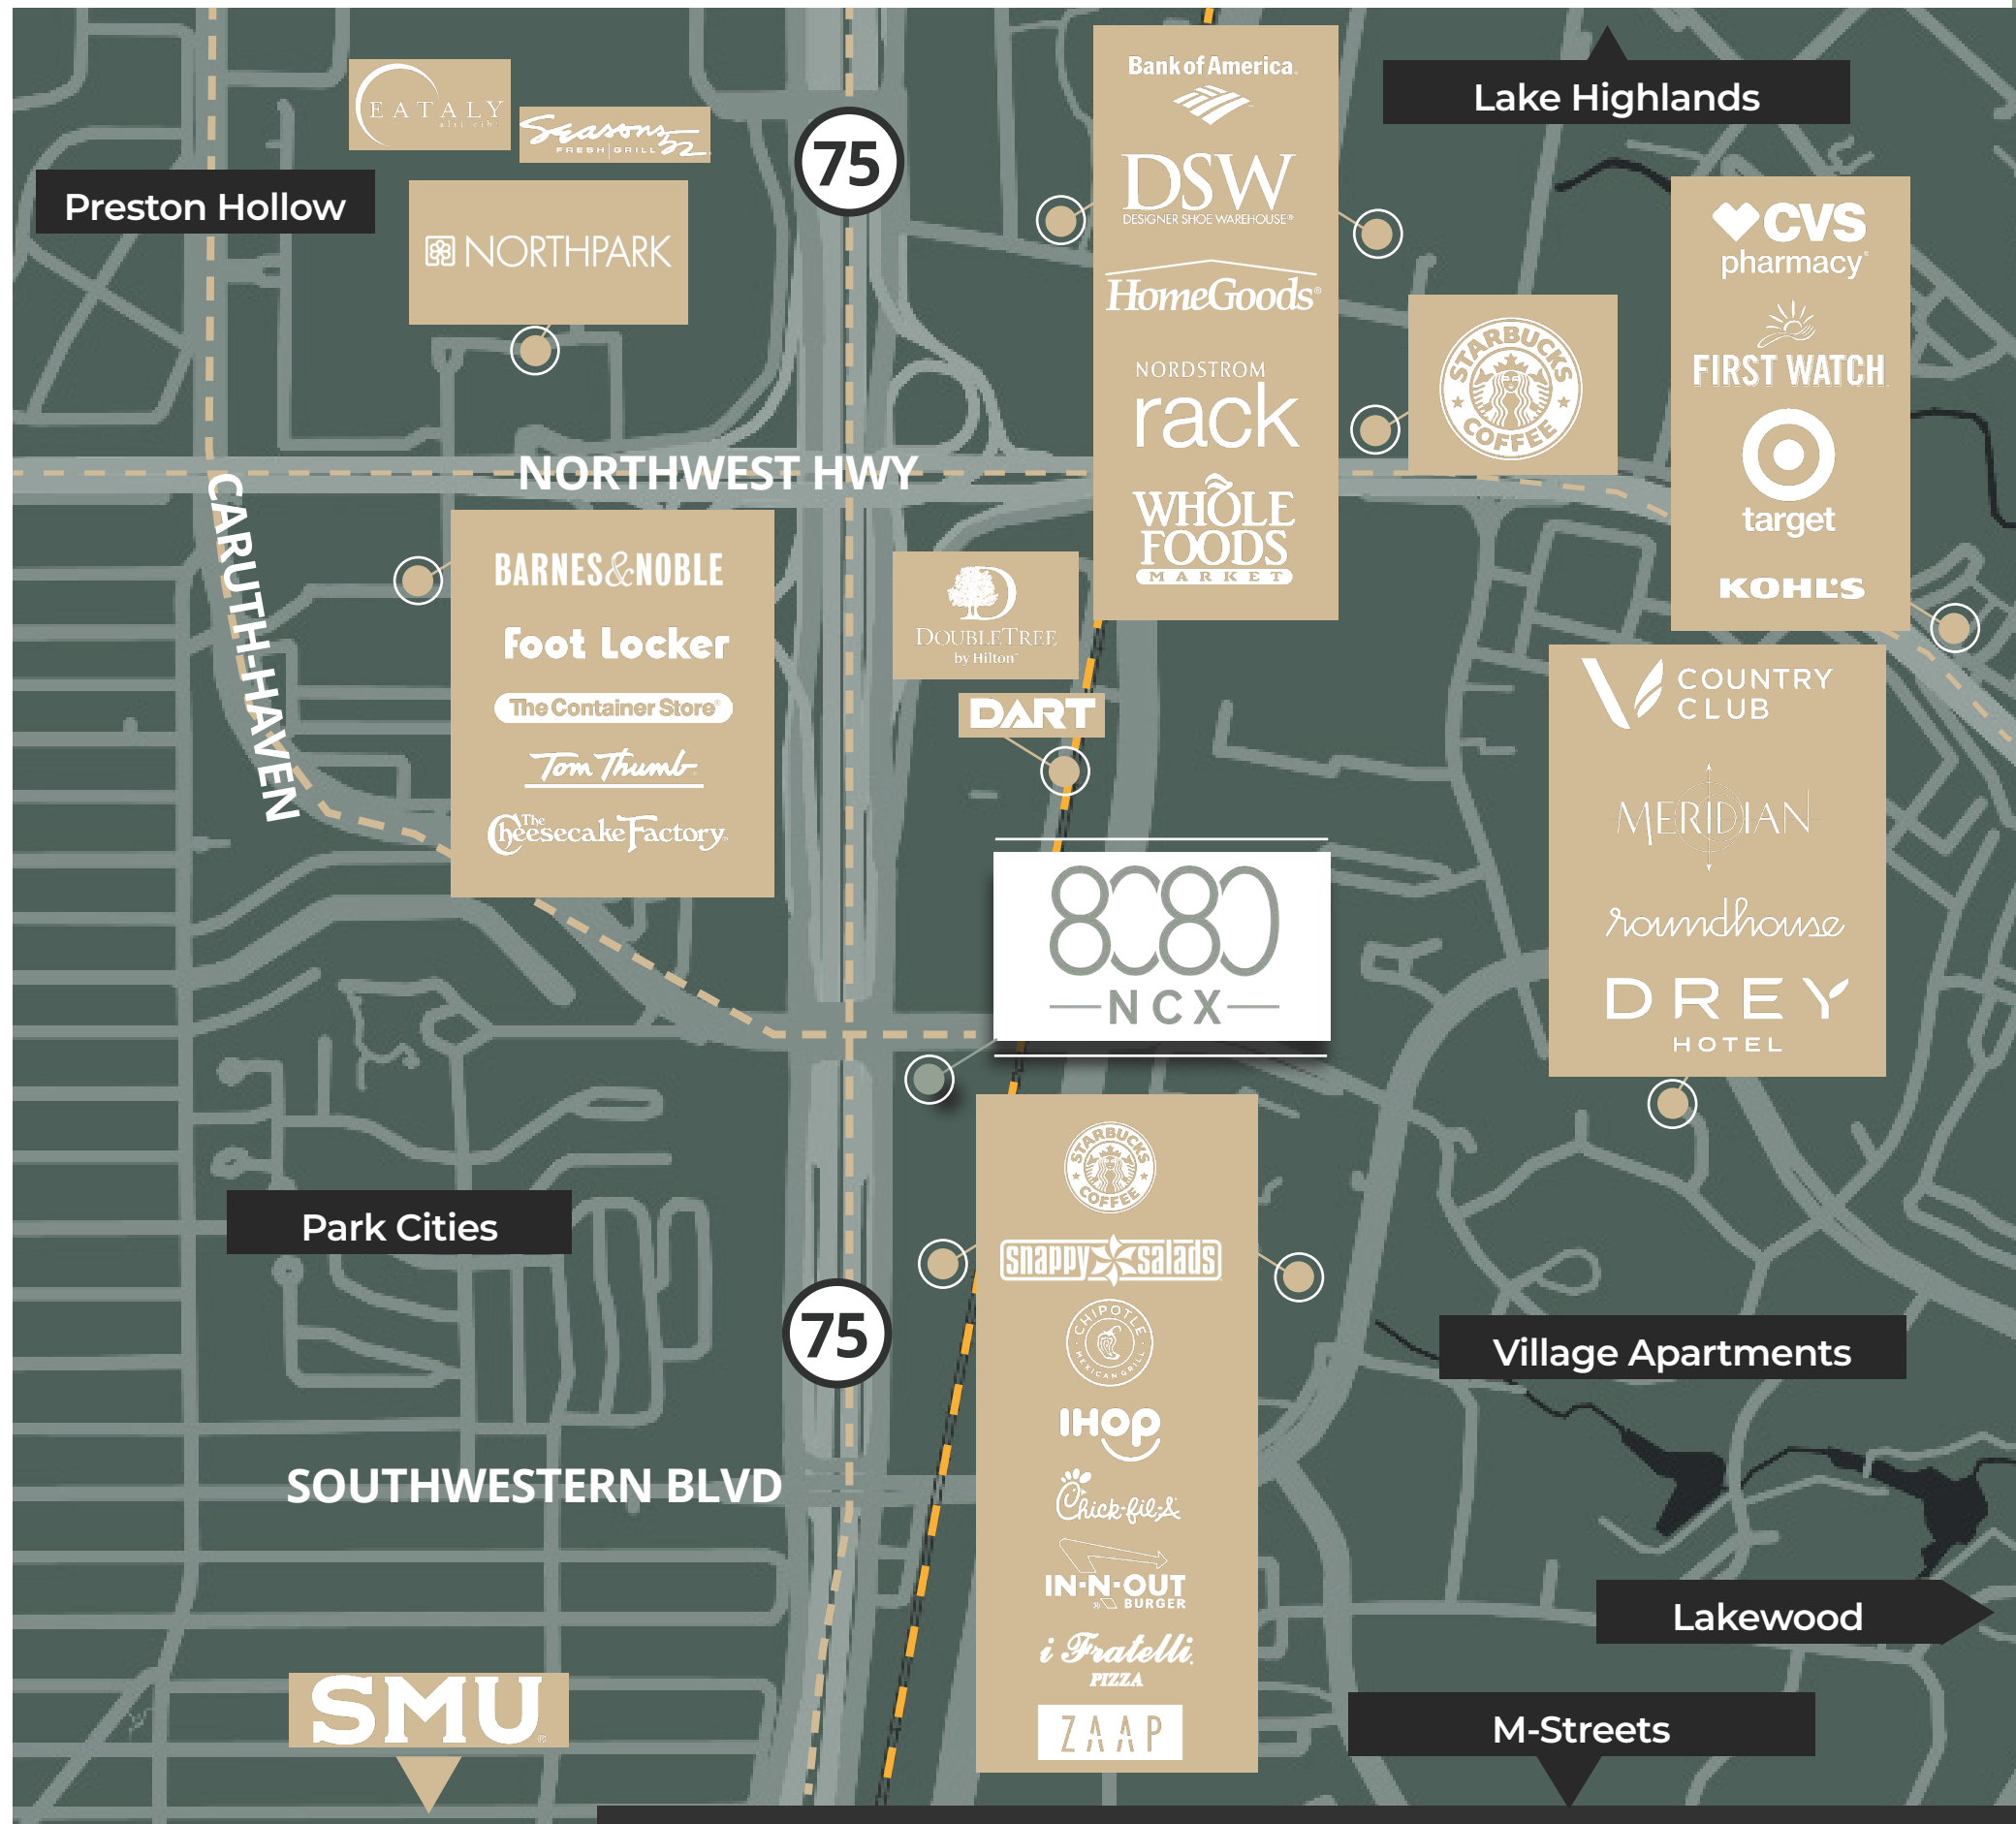 EATALY
alti cibi
Seasons 52
FRESH | GRILL
Preston Hollow
NORTHPARK
75
Bank of America
DSW
DESIGNER SHOE WAREHOUSE®
HomeGoods®
NORDSTROM
rack
WHOLE
FOODS
MARKET
Lake Highlands
STARBUCKS
COFFEE
CVS
pharmacy®
FIRST WATCH
target
KOHL'S
NORTHWEST HWY
CARUTH-HAVEN
BARNES&NOBLE
Foot Locker
The Container Store®
Tom Thumb
The
Cheesecake Factory
DOUBLETREE
by Hilton™
DART
8080
NCX
COUNTRY
CLUB
MERIDIAN
roundhouse
DREY
HOTEL
Park Cities
75
STARBUCKS
COFFEE
snappy salads
CHIPOTLE
MEXICAN GRILL
IHOP
Chick-fil-A
IN-N-OUT
BURGER
i Fratelli
PIZZA
ZAAP
Village Apartments
SOUTHWESTERN BLVD
Lakewood
SMU®
M-Streets